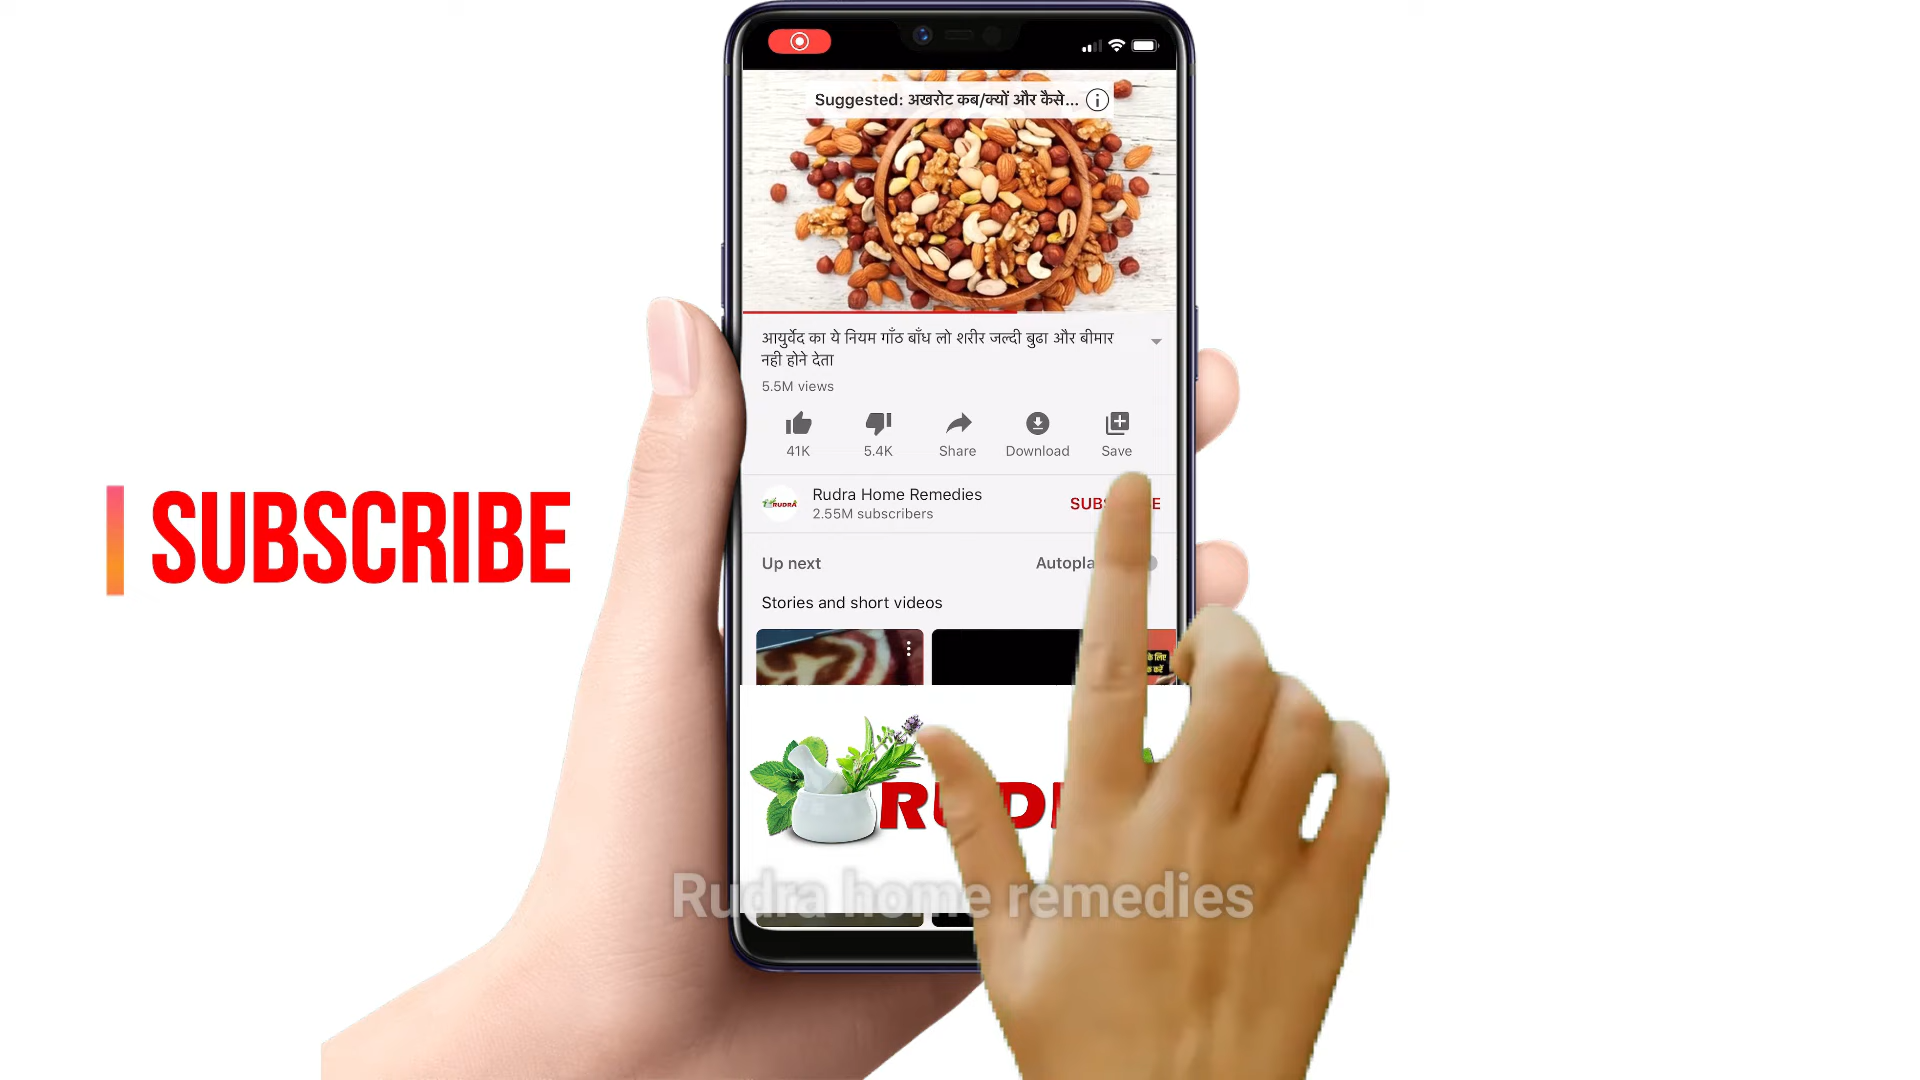 Suggested: अखरोट कब/क्यों और कैसे...
आयुर्वेद का ये नियम गाँठ बाँध लो शरीर जल्दी बुढा और बीमार
नही होने देता
5.5M views
41K
5.4K
Share
Download
Save
RUDRA
Rudra Home Remedies
2.55M subscribers
SUBSCRIBE
Up next
Stories and short videos
के लिए
Rudra home remedies